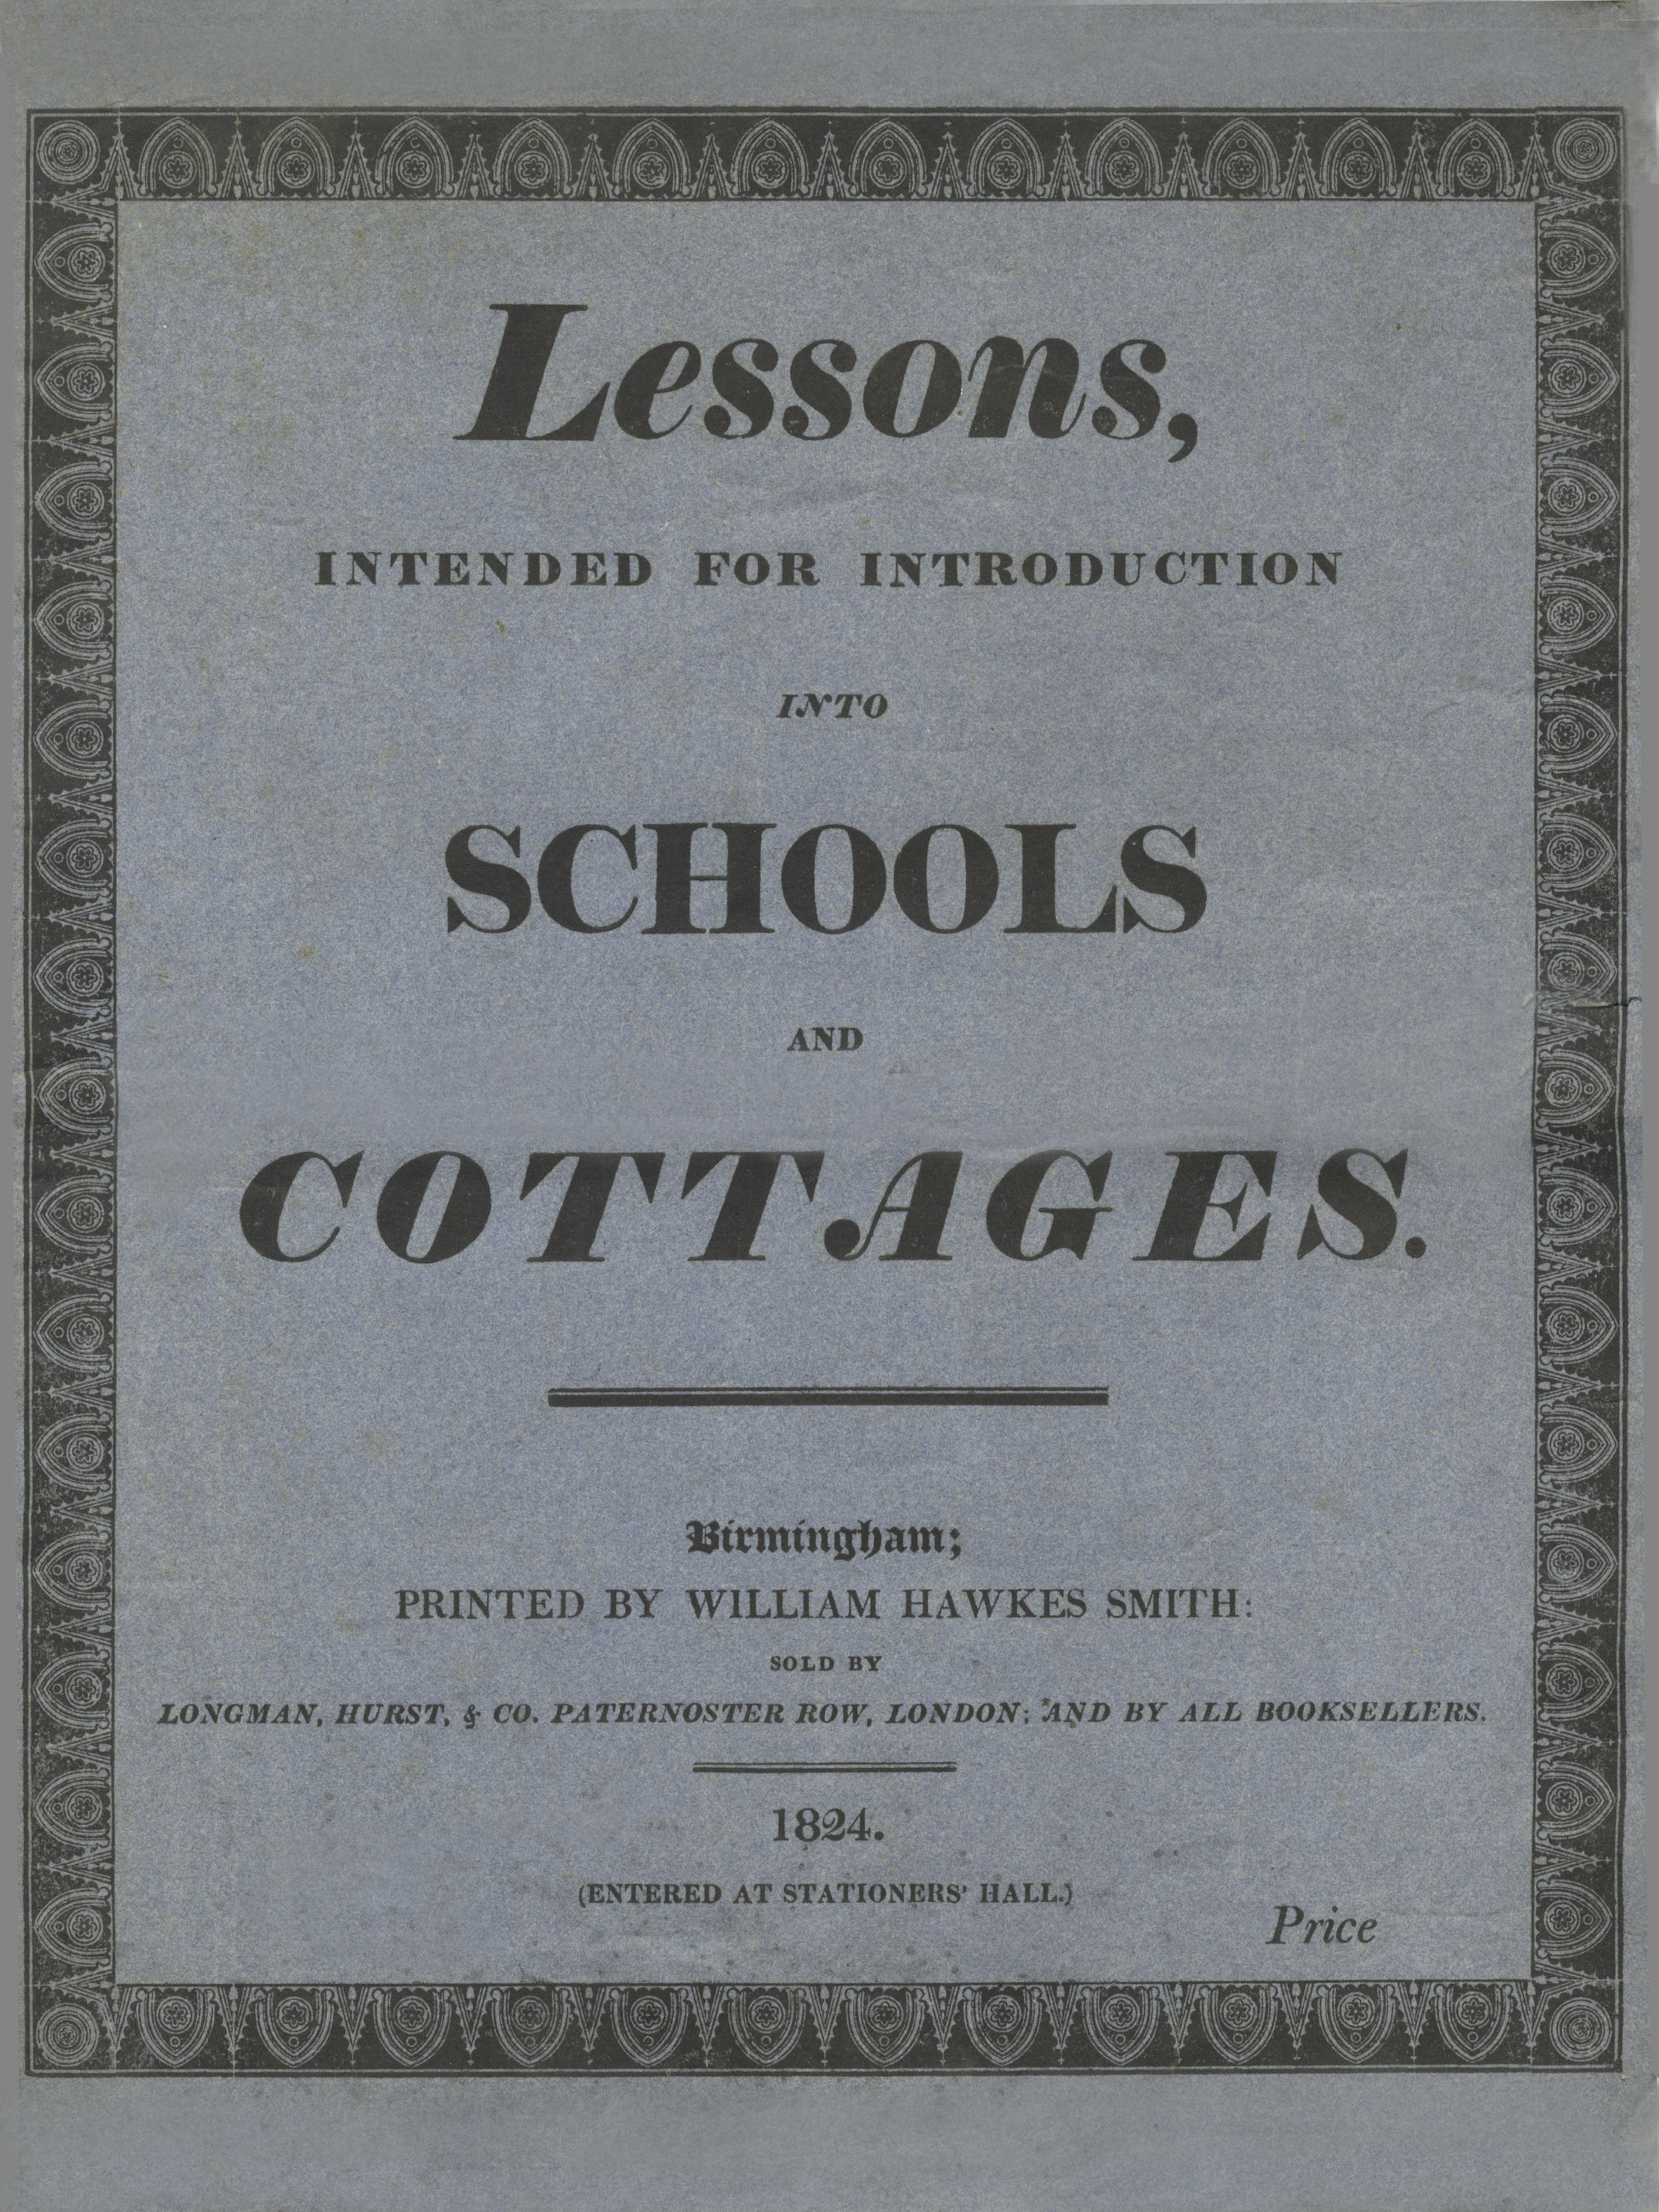 Lessons,
INTENDED FOR INTRODUCTION
INTO
SCHOOLS
AND
COTTAGES.
Birmingham;
PRINTED BY WILLIAM HAWKES SMITH:
SOLD BY
LONGMAN, HURST, & CO. PATERNOSTER ROW, LONDON; AND BY ALL BOOKSELLERS.
1824.
(ENTERED AT STATIONERS' HALL.)
Price